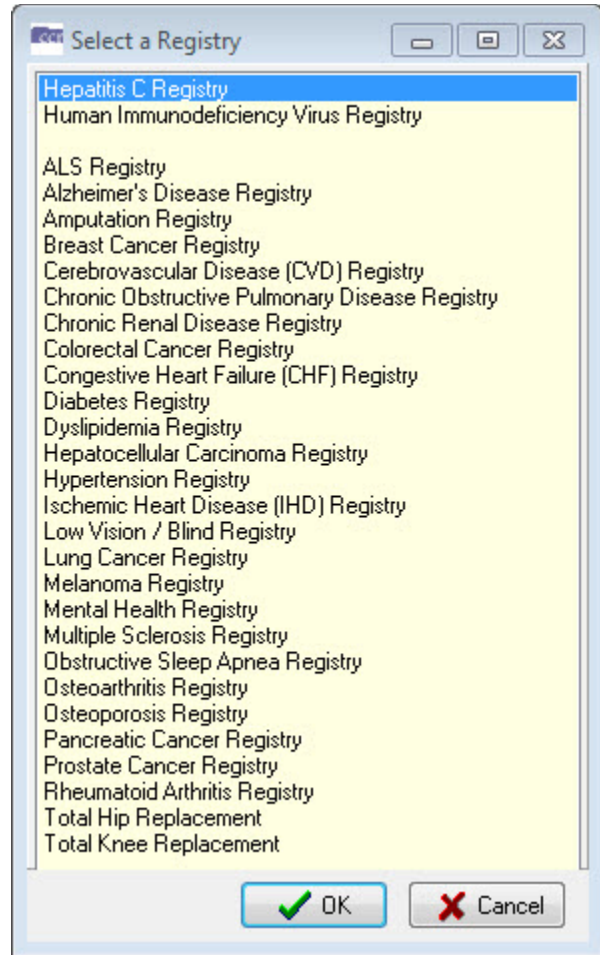 Select a Registry
Hepatitis C Registry
Human Immunodeficiency Virus Registry
ALS Registry
Alzheimer's Disease Registry
Amputation Registry
Breast Cancer Registry
Cerebrovascular Disease (CVD) Registry
Chronic Obstructive Pulmonary Disease Registry
Chronic Renal Disease Registry
Colorectal Cancer Registry
Congestive Heart Failure (CHF) Registry
Diabetes Registry
Dyslipidemia Registry
Hepatocellular Carcinoma Registry
Hypertension Registry
Ischemic Heart Disease (IHD) Registry
Low Vision / Blind Registry
Lung Cancer Registry
Melanoma Registry
Mental Health Registry
Multiple Sclerosis Registry
Obstructive Sleep Apnea Registry
Osteoarthritis Registry
Osteoporosis Registry
Pancreatic Cancer Registry
Prostate Cancer Registry
Rheumatoid Arthritis Registry
Total Hip Replacement
Total Knee Replacement
OK Cancel